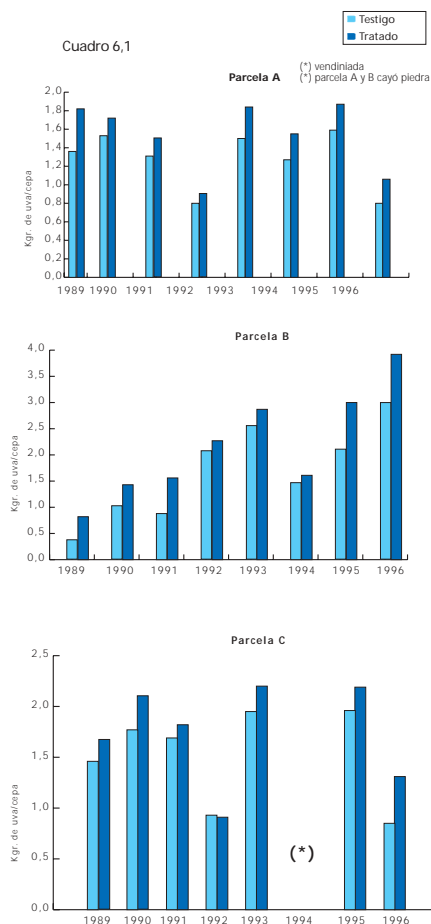 Testigo
Tratado
Cuadro 6,1
(*) vendiniada
Parcela A
(*) parcela A y B cayó piedra
Kgr. de uva/cepa
2,0
1,8
1,6
1,4
1,2
1,0
0,8
0,6
0,4
0,2
0,0
1989 1990 1991 1992 1993 1994 1995 1996
Parcela B
Kgr. de uva/cepa
4,0
3,5
3,0
2,5
2,0
1,5
1,0
0,5
0,0
1989 1990 1991 1992 1993 1994 1995 1996
Parcela C
Kgr. de uva/cepa
2,5
2,0
1,5
1,0
0,5
0,0
(*)
1989 1990 1991 1992 1993 1994 1995 1996